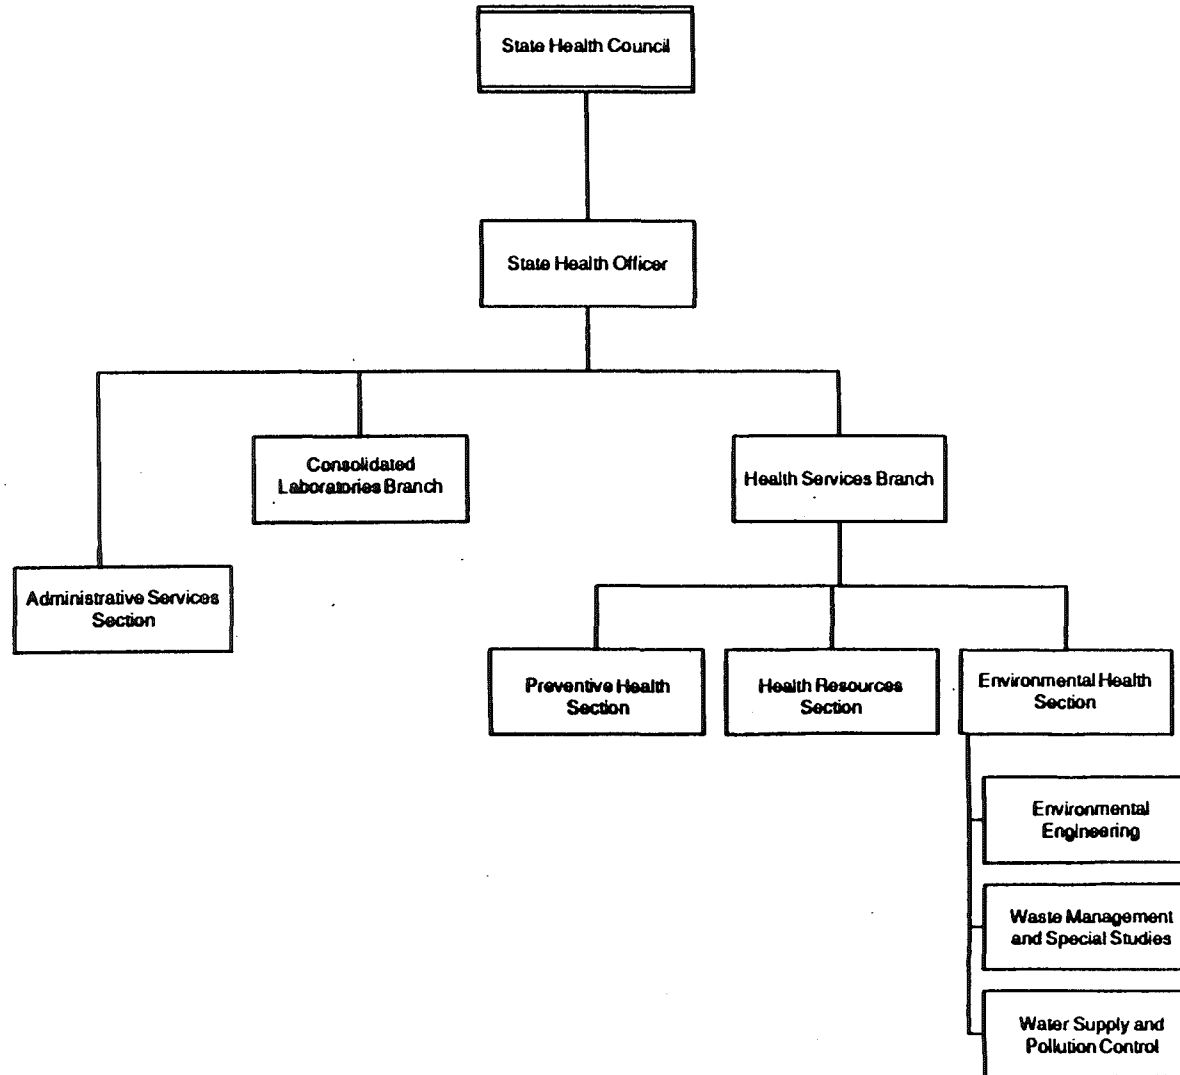 State Health Council
State Health Officer
Consolidated
Laboratories Branch
Health Services Branch
Administrative Services
Section
Preventive Health
Section
Health Resources
Section
Environmental Health
Section
Environmental
Engineering
Waste Management
and Special Studies
Water Supply and
Pollution Control